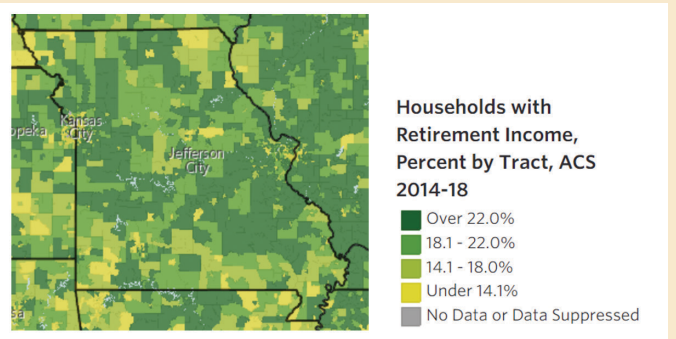 Kansas
City
Jefferson
City
Households with
Retirement Income,
Percent by Tract, ACS
2014-18
Over 22.0%
18.1 - 22.0%
14.1 - 18.0%
Under 14.1%
No Data or Data Suppressed